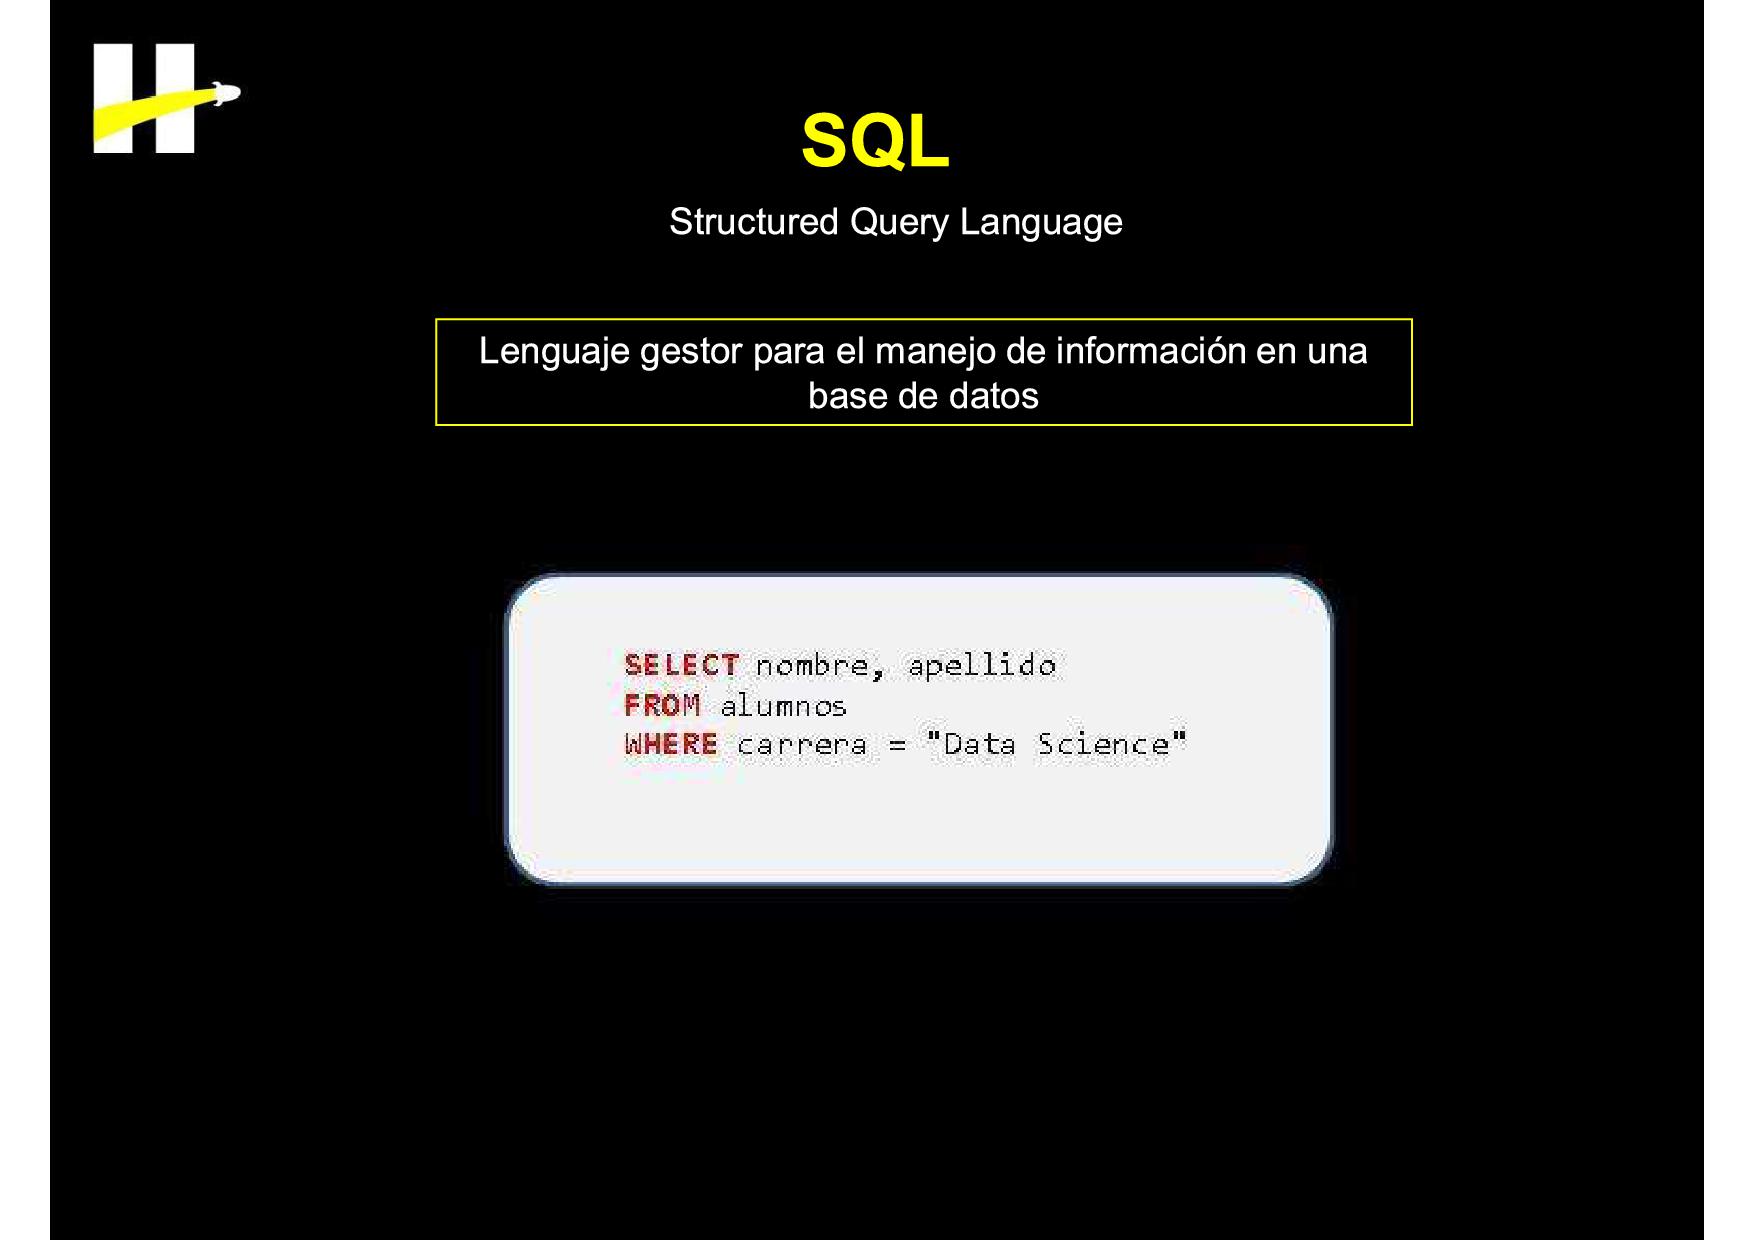 SQL
Structured Query Language
Lenguaje gestor para el manejo de información en una
base de datos
SELECT nombre, apellido
FROM alumnos
WHERE carrera = "Data Science"